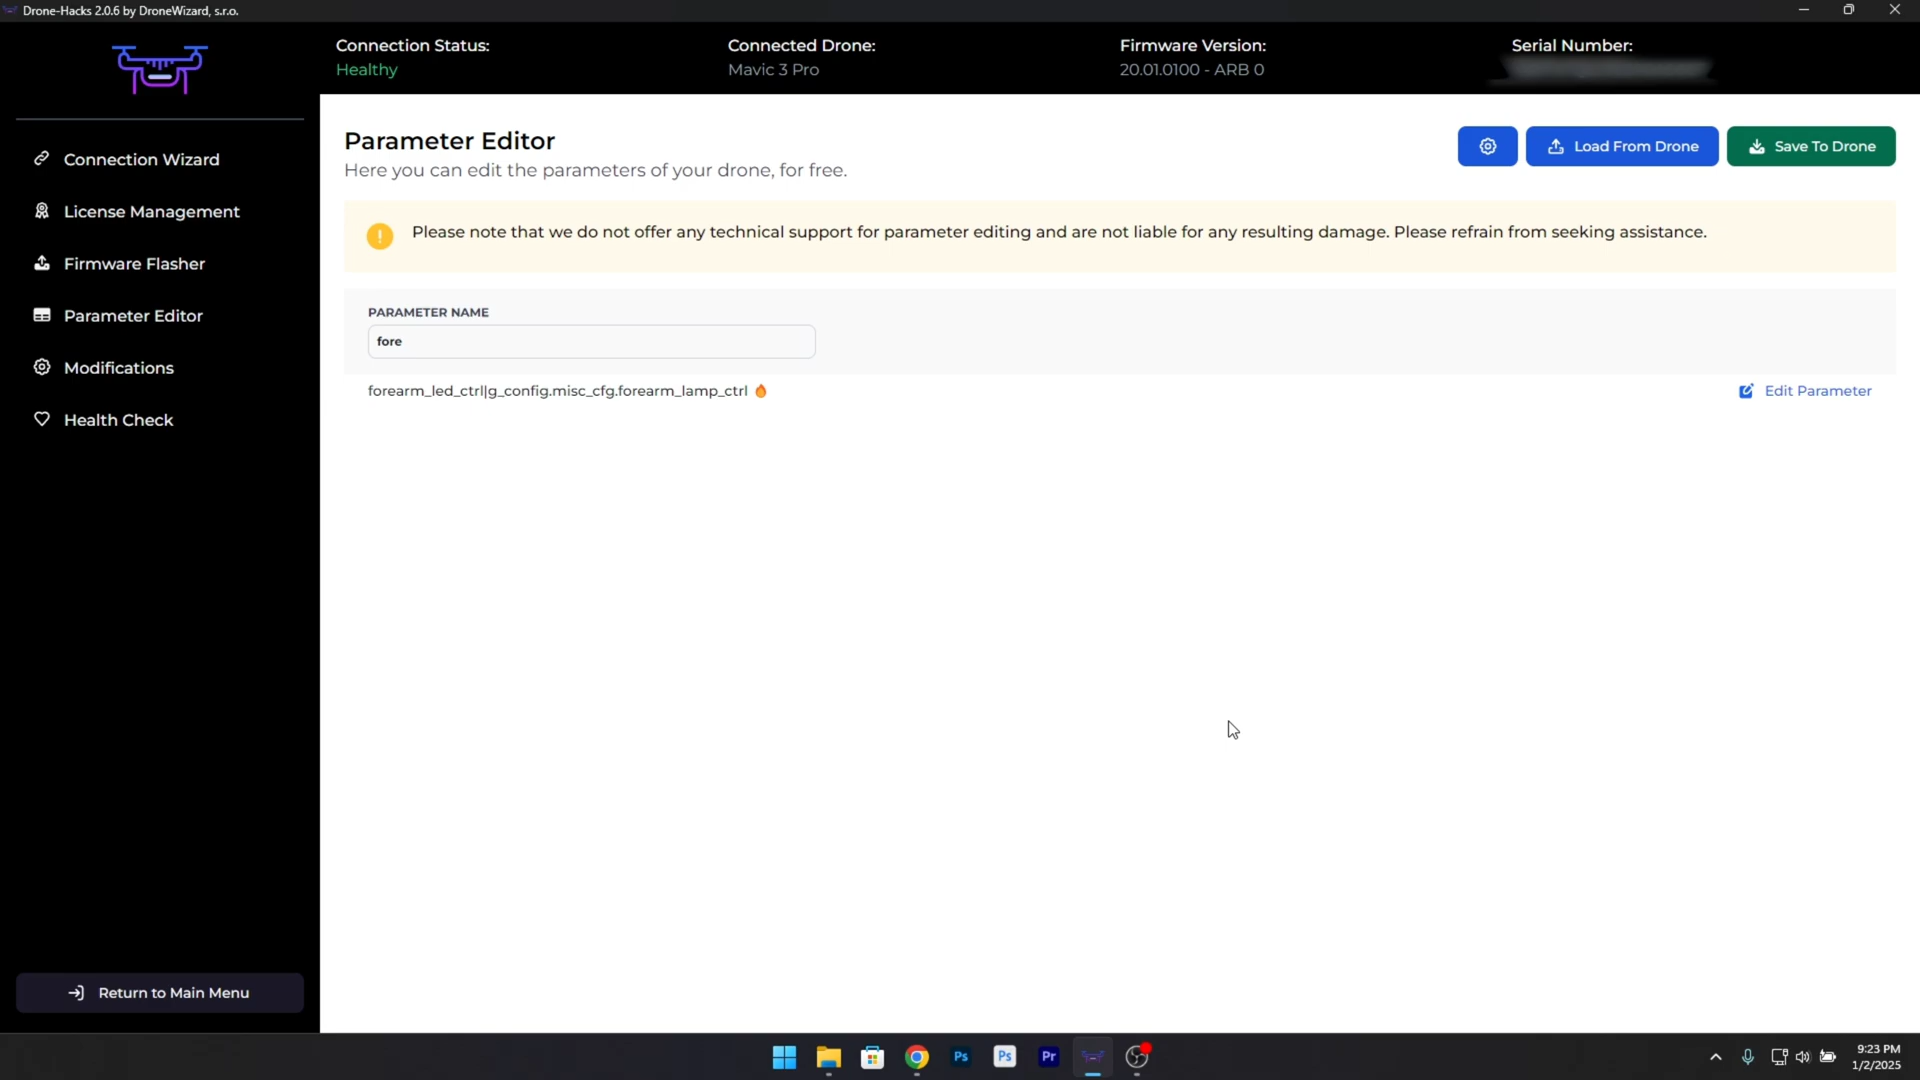 Drone-Hacks 2.0.6 by DroneWizard, s.r.o.
Connection Status:
Healthy
Connected Drone:
Mavic 3 Pro
Firmware Version:
20.01.0100 - ARB 0
Serial Number:
Connection Wizard
License Management
Firmware Flasher
Parameter Editor
Modifications
Health Check
Return to Main Menu
Parameter Editor
Here you can edit the parameters of your drone, for free.
Load From Drone
Save To Drone
Please note that we do not offer any technical support for parameter editing and are not liable for any resulting damage. Please refrain from seeking assistance.
PARAMETER NAME
fore
forearm_led_ctrl|g_config.misc_cfg.forearm_lamp_ctrl 🔥
Edit Parameter
Ps
Ps
Pr
9:23 PM
1/2/2025